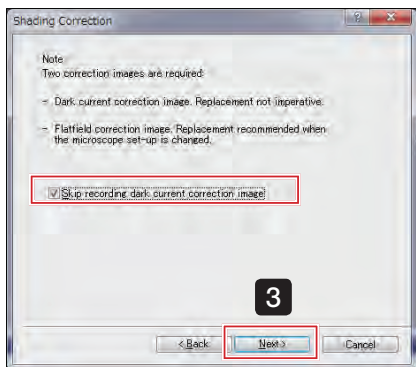 Shading Correction
Note
Two correction images are required:
- Dark current correction image. Replacement not imperative.
- Flatfield correction image. Replacement recommended when
the microscope set-up is changed.
Skip recording dark current correction image
3
< Back
Next >
Cancel